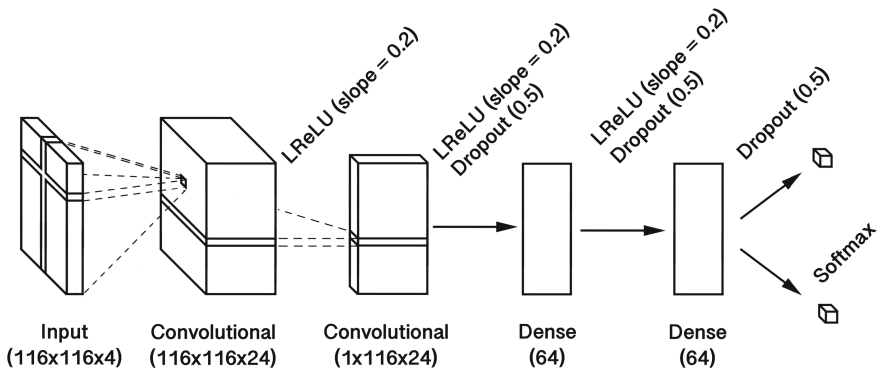 LReLU (slope = 0.2)
LReLU (slope = 0.2)
Dropout (0.5)
LReLU (slope = 0.2)
Dropout (0.5)
Dropout (0.5)
Softmax
Input
(116x116x4)
Convolutional
(116x116x24)
Convolutional
(1x116x24)
Dense
(64)
Dense
(64)